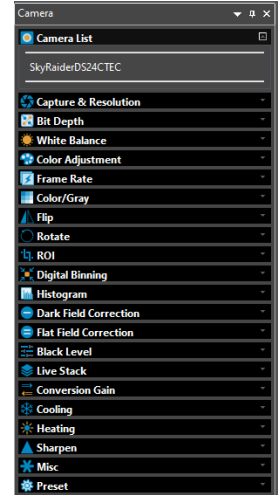 Camera
Camera List
SkyRaiderDS24CTEC
Capture & Resolution
Bit Depth
White Balance
Color Adjustment
Frame Rate
Color/Gray
Flip
Rotate
ROI
Digital Binning
Histogram
Dark Field Correction
Flat Field Correction
Black Level
Live Stack
Conversion Gain
Cooling
Heating
Sharpen
Misc
Preset